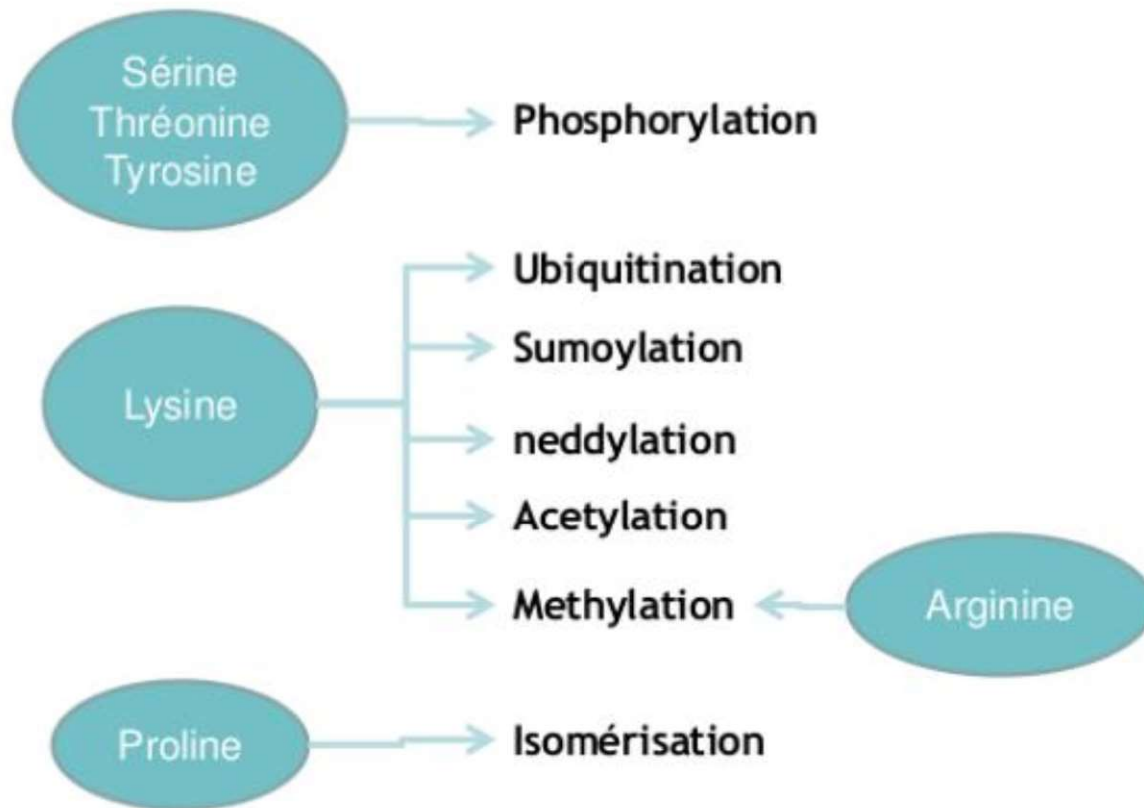 Sérine
Thréonine
Tyrosine
Phosphorylation
Ubiquitination
Sumoylation
Lysine
neddylation
Acetylation
Methylation
Arginine
Proline
Isomérisation